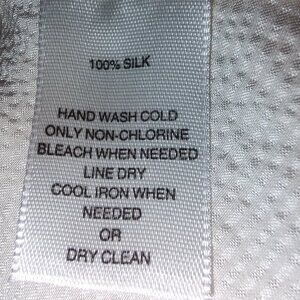 100% SILK
HAND WASH COLD
ONLY NON-CHLORINE
BLEACH WHEN NEEDED
LINE DRY
COOL IRON WHEN
NEEDED
OR
DRY CLEAN